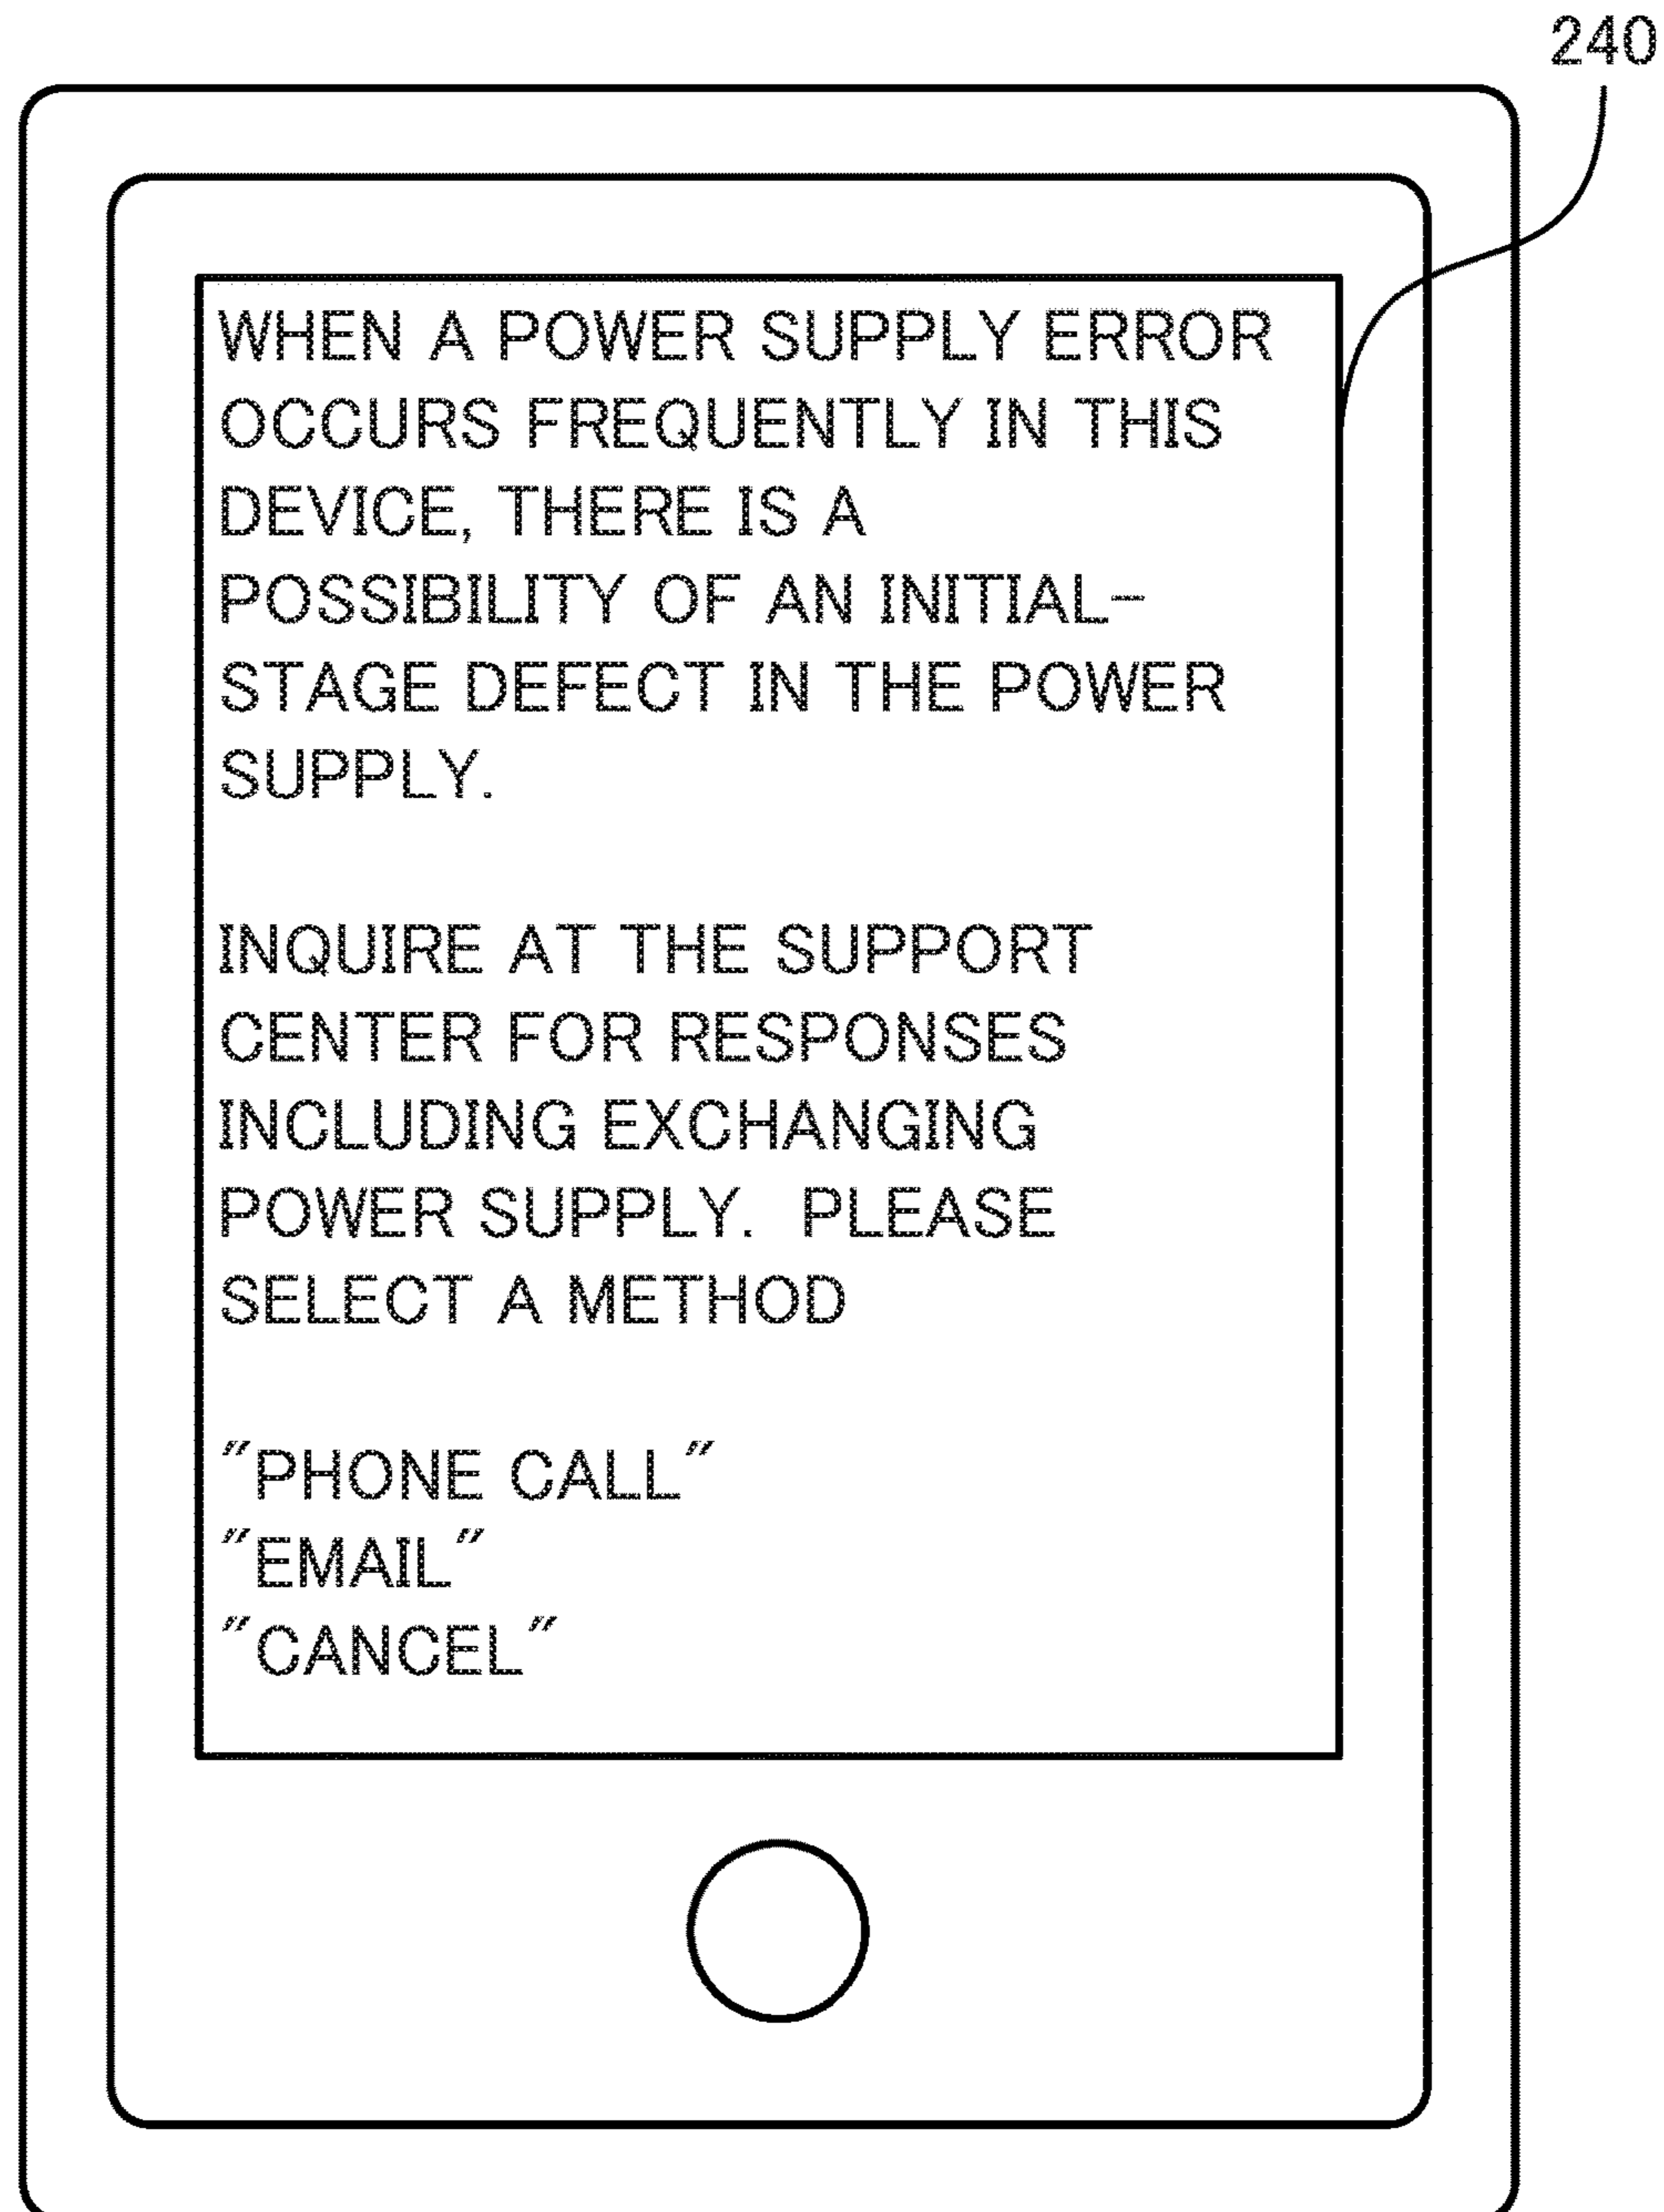 240
WHEN A POWER SUPPLY ERROR
OCCURS FREQUENTLY IN THIS
DEVICE, THERE IS A
POSSIBILITY OF AN INITIAL-
STAGE DEFECT IN THE POWER
SUPPLY.
INQUIRE AT THE SUPPORT
CENTER FOR RESPONSES
INCLUDING EXCHANGING
POWER SUPPLY. PLEASE
SELECT A METHOD
"PHONE CALL"
"EMAIL"
"CANCEL"